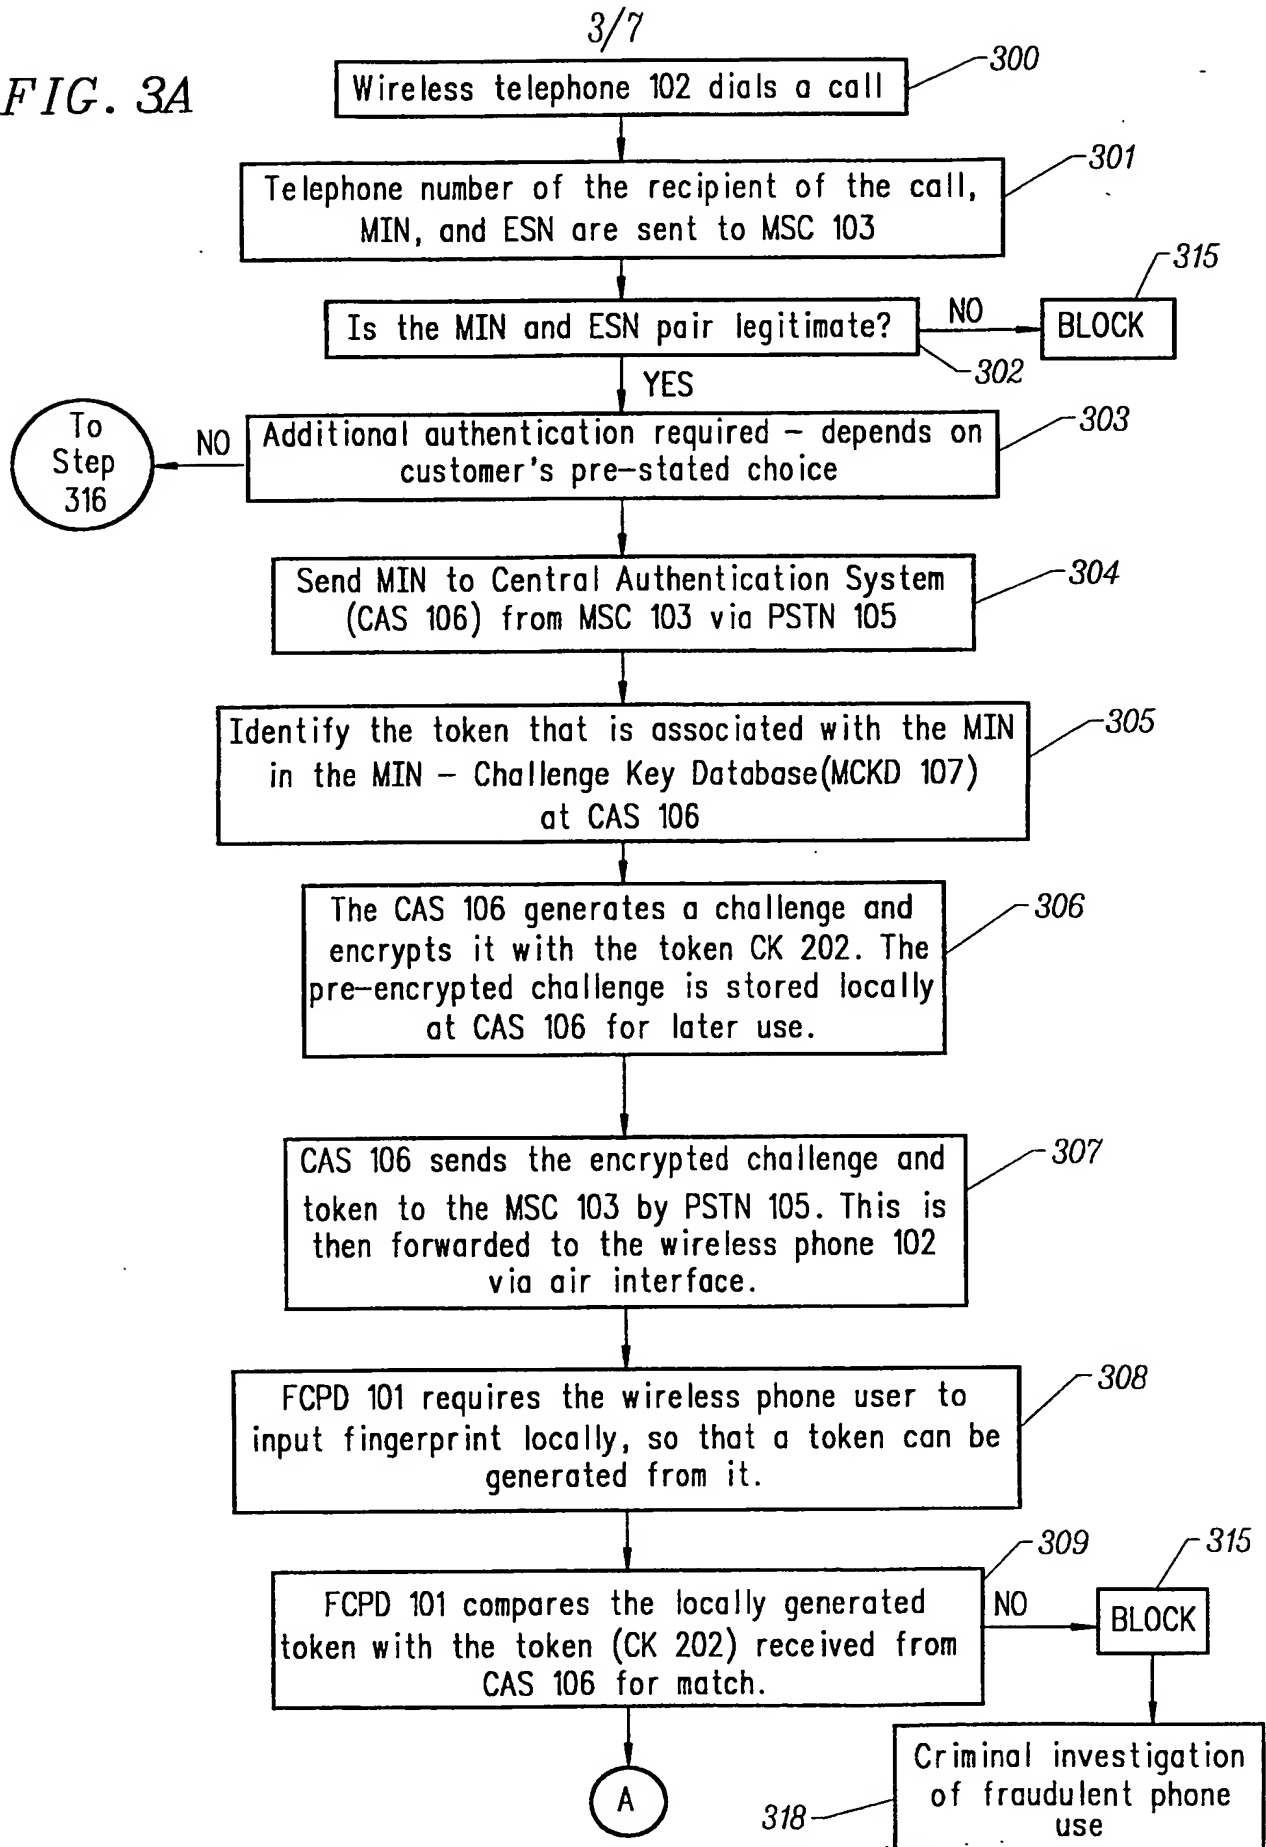 3/7
FIG. 3A
Wireless telephone 102 dials a call
300
Telephone number of the recipient of the call,
MIN, and ESN are sent to MSC 103
301
Is the MIN and ESN pair legitimate?
302
NO
BLOCK
315
YES
Additional authentication required – depends on
customer's pre-stated choice
303
NO
To
Step
316
Send MIN to Central Authentication System
(CAS 106) from MSC 103 via PSTN 105
304
Identify the token that is associated with the MIN
in the MIN – Challenge Key Database(MCKD 107)
at CAS 106
305
The CAS 106 generates a challenge and
encrypts it with the token CK 202. The
pre-encrypted challenge is stored locally
at CAS 106 for later use.
306
CAS 106 sends the encrypted challenge and
token to the MSC 103 by PSTN 105. This is
then forwarded to the wireless phone 102
via air interface.
307
FCPD 101 requires the wireless phone user to
input fingerprint locally, so that a token can be
generated from it.
308
FCPD 101 compares the locally generated
token with the token (CK 202) received from
CAS 106 for match.
309
NO
BLOCK
315
A
Criminal investigation
of fraudulent phone
use
318